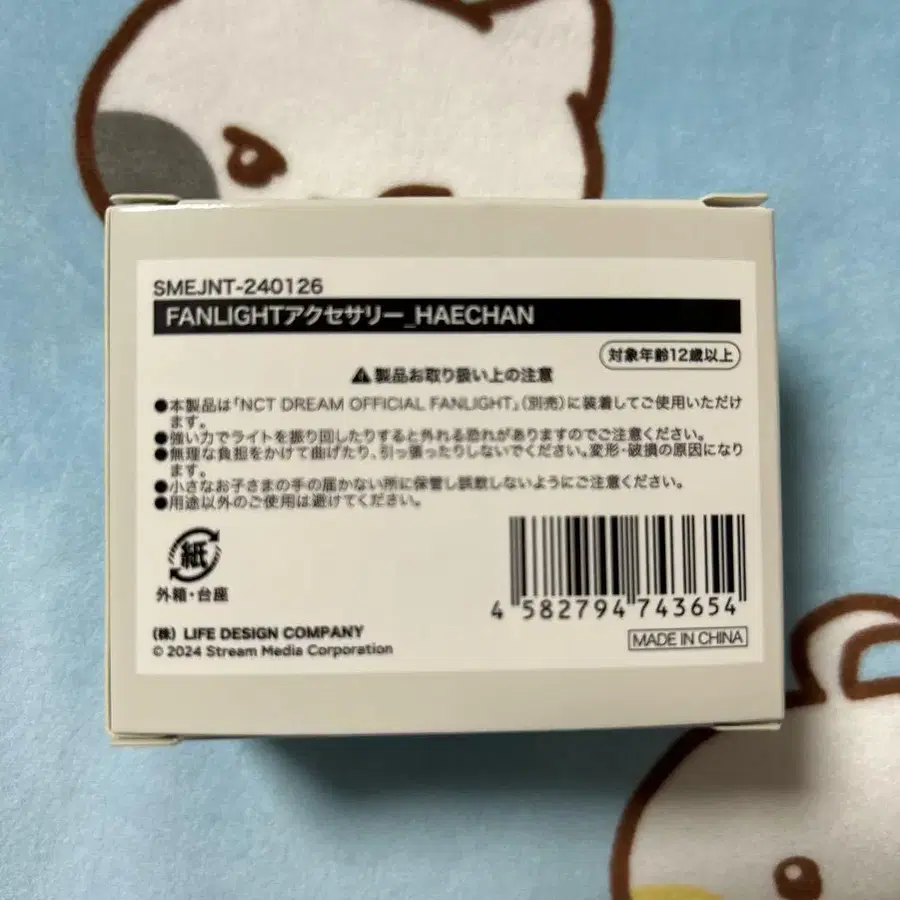 SMEJNT-240126
FANLIGHTアクセサリー_HAECHAN
対象年齢12歳以上
⚠製品お取り扱い上の注意
●本製品は「NCT DREAM OFFICIAL FANLIGHT」(別売)に装着してご使用いただけ
ます。
●強い力でライトを振り回したりすると外れる恐れがありますのでご注意ください。
●無理な負担をかけて曲げたり、引っ張ったりしないでください。変形・破損の原因になり
ます。
●小さなお子さまの手の届かない所に保管し誤飲しないようにご注意ください。
●用途以外のご使用は避けてください。
紙
外箱・台座
4 582794 743654
(株) LIFE DESIGN COMPANY
© 2024 Stream Media Corporation
MADE IN CHINA